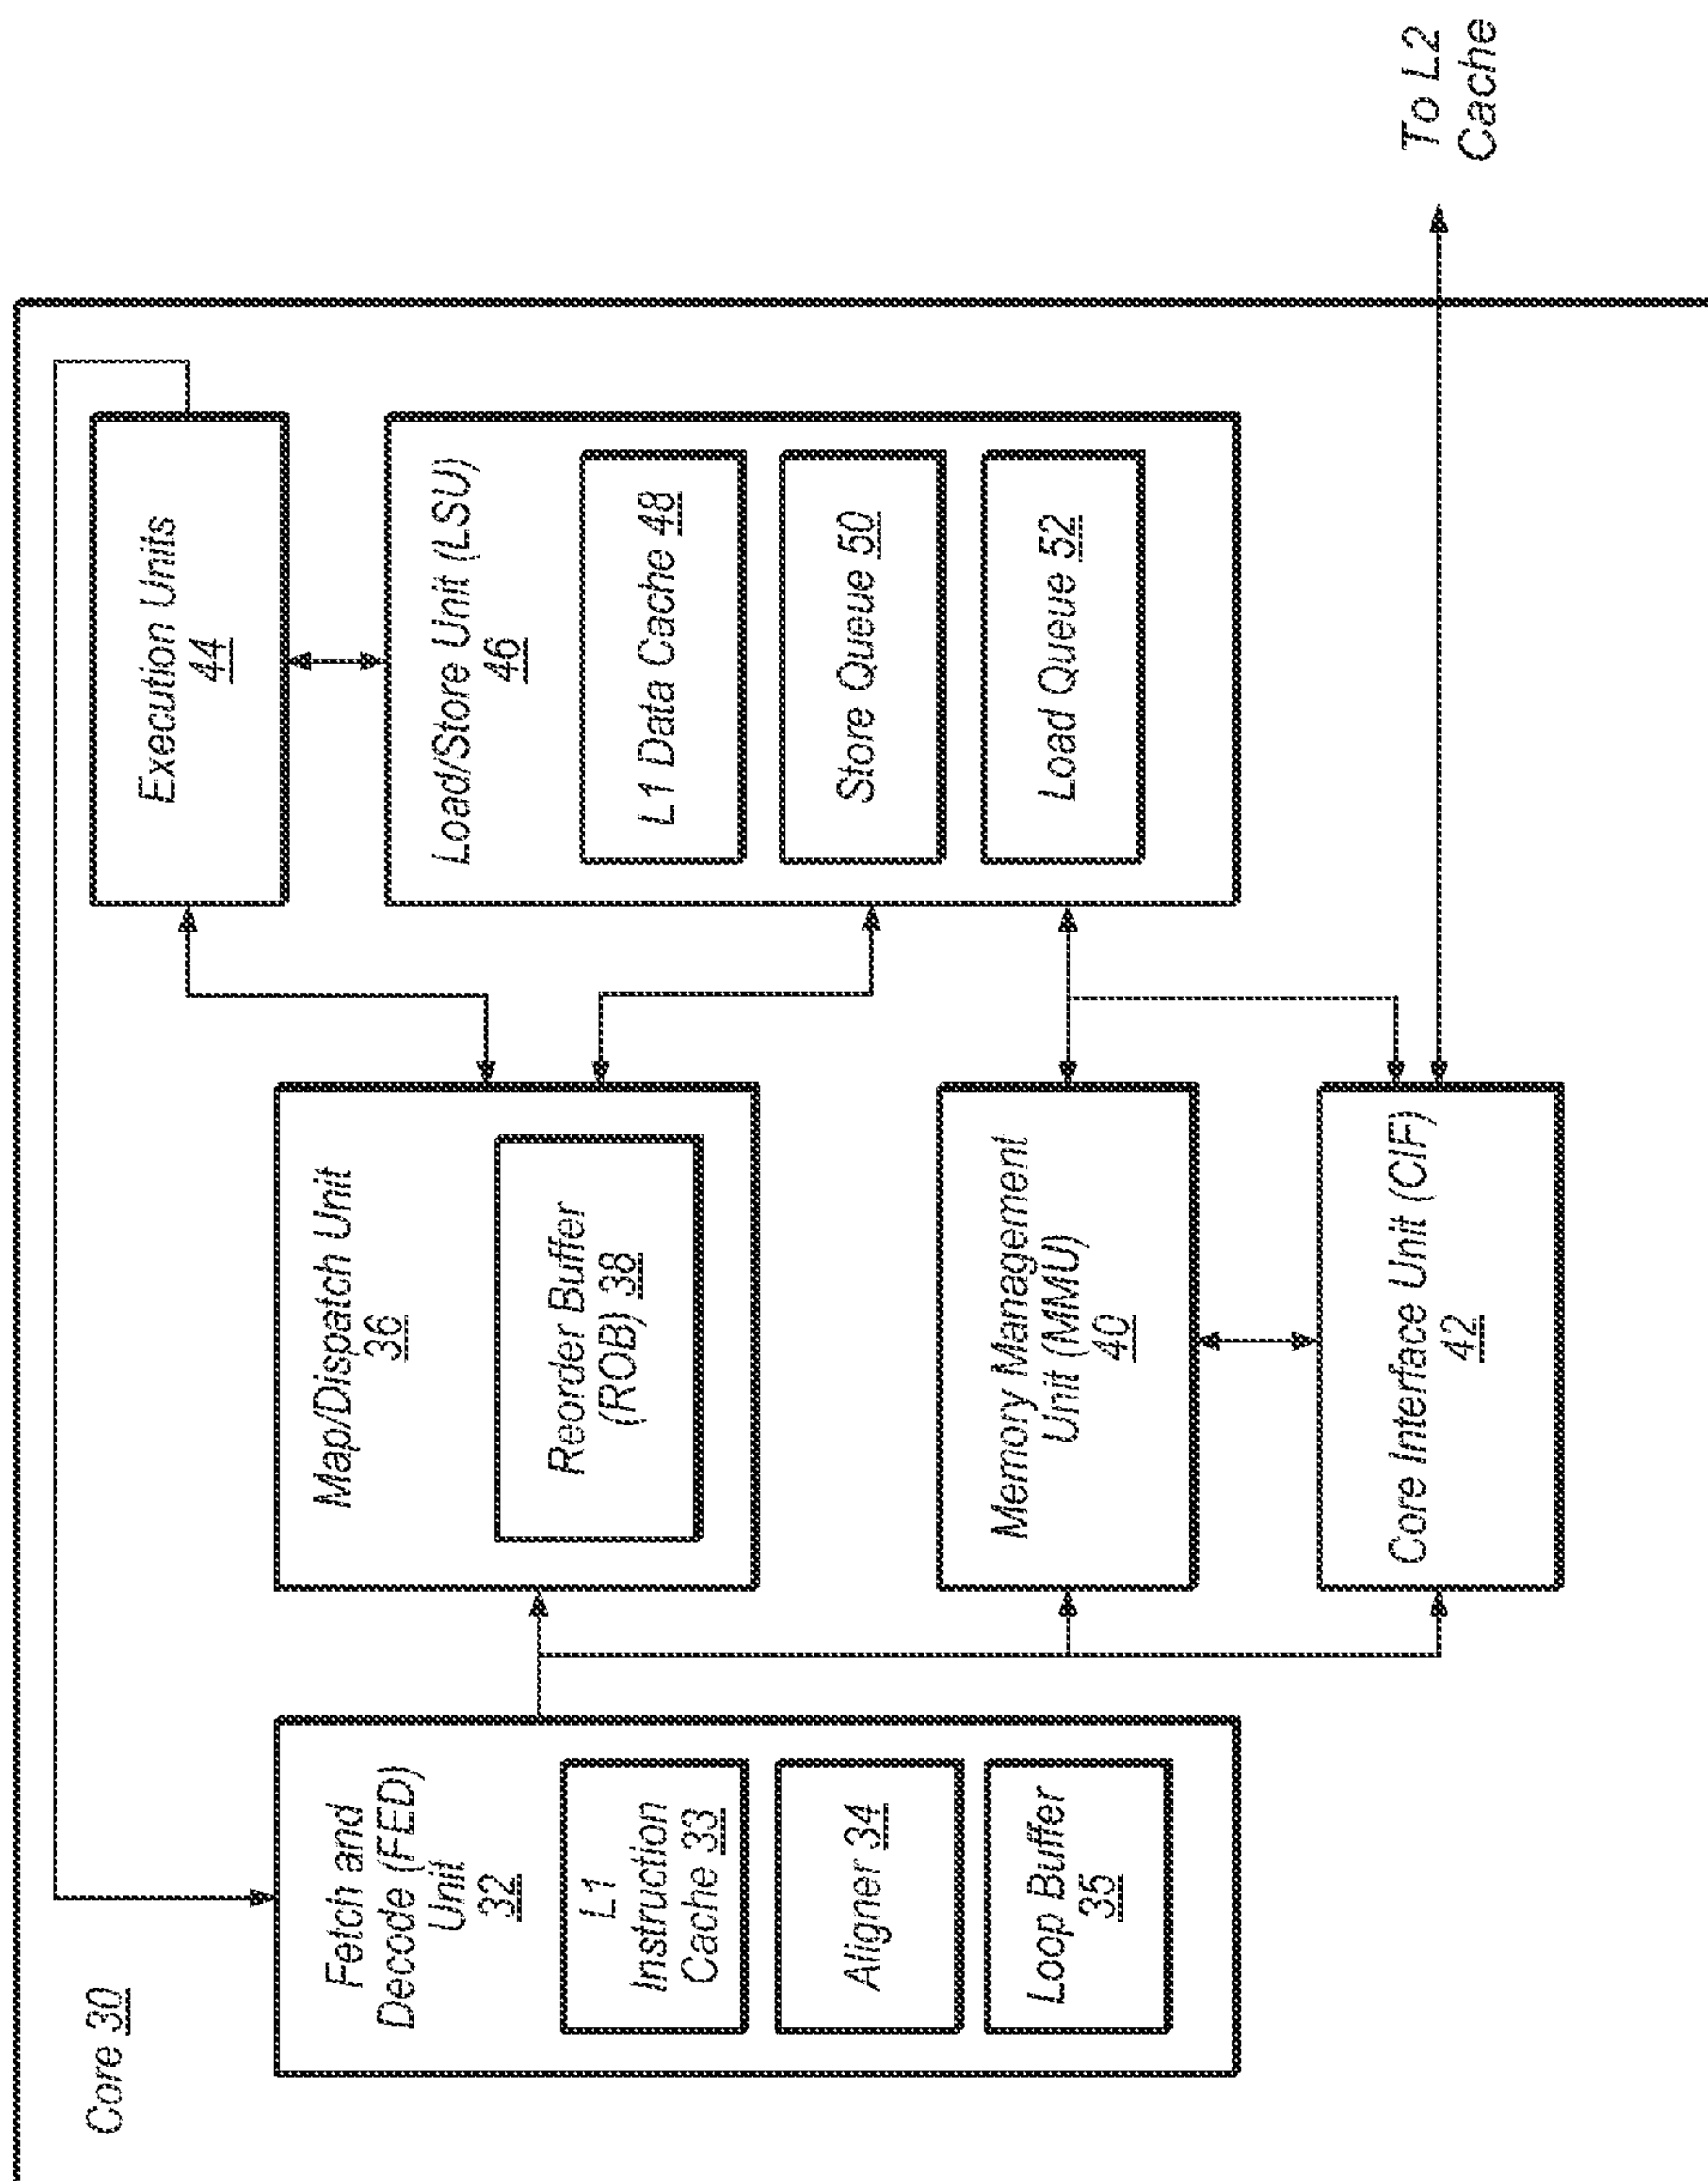 Core 30
Fetch and
Decode (FED)
Unit
32
L1
Instruction
Cache 33
Aligner 34
Loop Buffer
35
Map/Dispatch Unit
36
Reorder Buffer
(ROB) 38
Memory Management
Unit (MMU)
40
Core Interface Unit (CIF)
42
Execution Units
44
Load/Store Unit (LSU)
46
L1 Data Cache 48
Store Queue 50
Load Queue 52
To L2
Cache